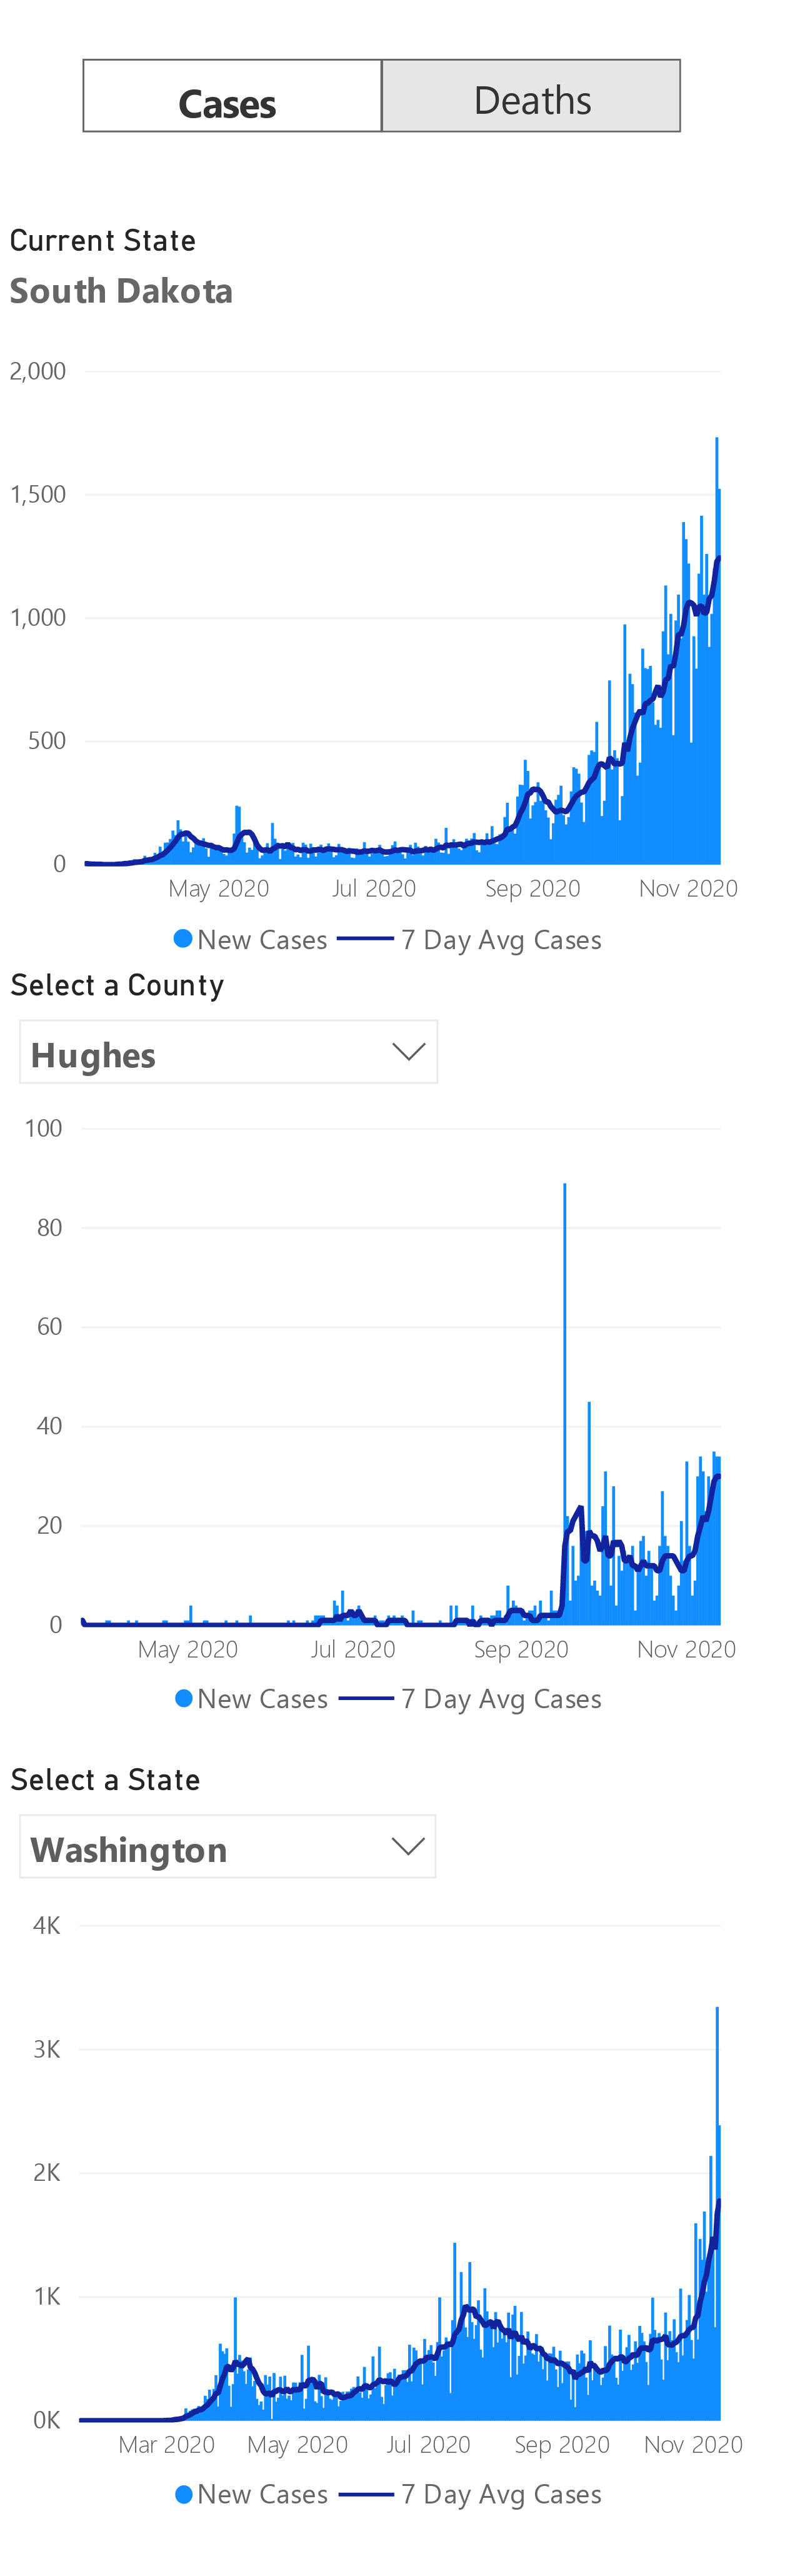 Cases Deaths
Current State
South Dakota
2,000
1,500
1,000
500
0
May 2020 Jul 2020 Sep 2020 Nov 2020
New Cases 7 Day Avg Cases
Select a County
Hughes
100
80
60
40
20
0
May 2020 Jul 2020 Sep 2020 Nov 2020
New Cases 7 Day Avg Cases
Select a State
Washington
4K
3K
2K
1K
0K
Mar 2020 May 2020 Jul 2020 Sep 2020 Nov 2020
New Cases 7 Day Avg Cases